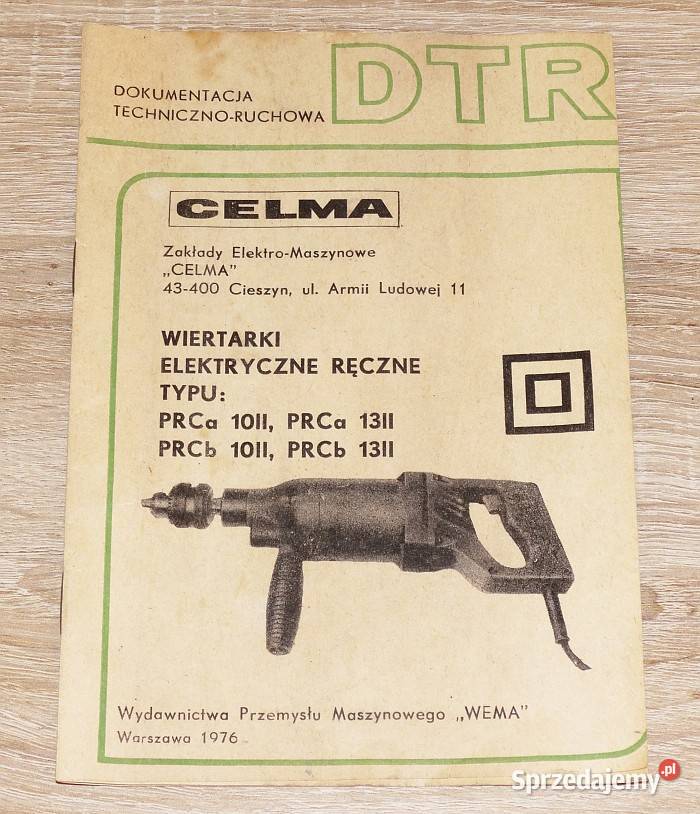 DTR
DOKUMENTACJA
TECHNICZNO-RUCHOWA
CELMA
Zakłady Elektro-Maszynowe
„CELMA"
43-400 Cieszyn, ul. Armii Ludowej 11
WIERTARKI
ELEKTRYCZNE RĘCZNE
TYPU:
PRCa 10II, PRCa 13II
PRCb 10II, PRCb 13II
Wydawnictwa Przemysłu Maszynowego „WEMA"
Warszawa 1976
Sprzedajemy.pl